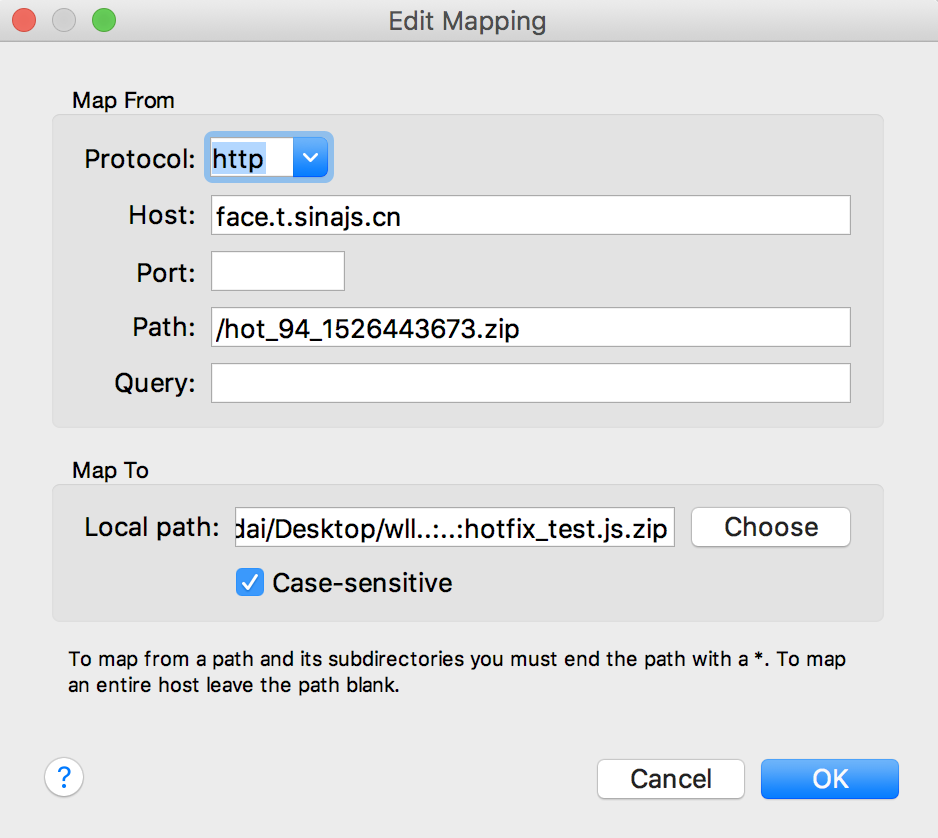 Edit Mapping
Map From
Protocol: http
Host: face.t.sinajs.cn
Port:
Path: /hot_94_1526443673.zip
Query:
Map To
Local path: dai/Desktop/wll..:..:hotfix_test.js.zip Choose
Case-sensitive
To map from a path and its subdirectories you must end the path with a *. To map
an entire host leave the path blank.
? Cancel OK